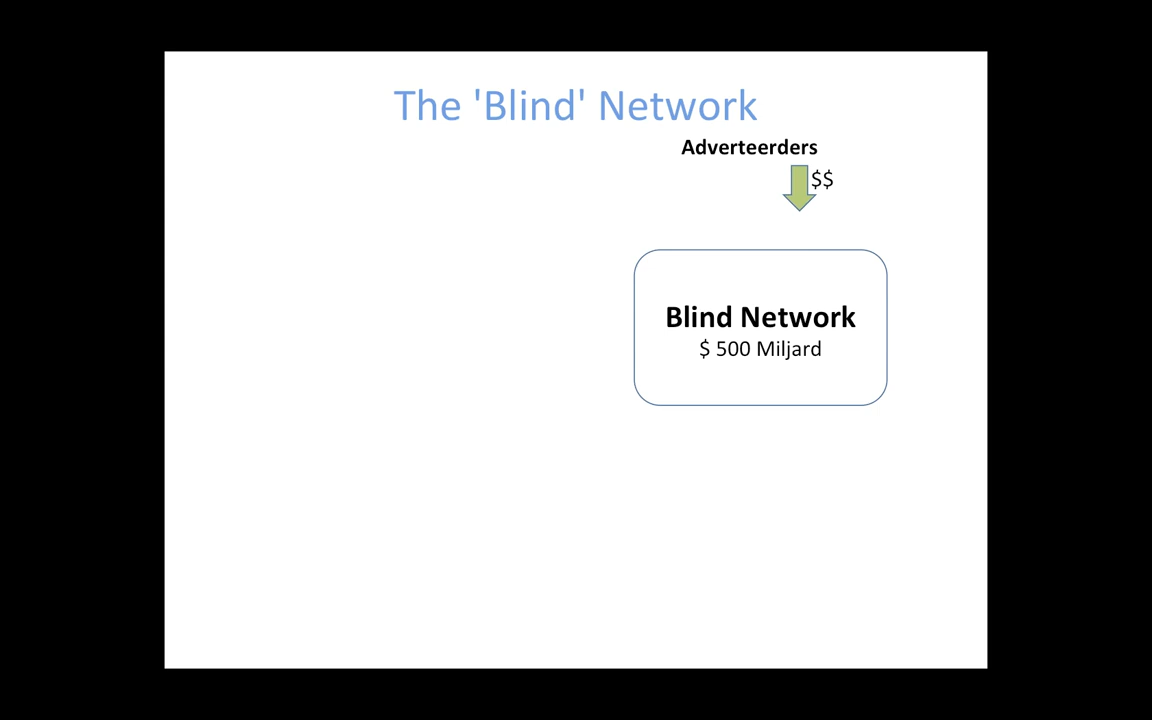 The 'Blind' Network
Adverteerders
$$
Blind Network
$ 500 Miljard